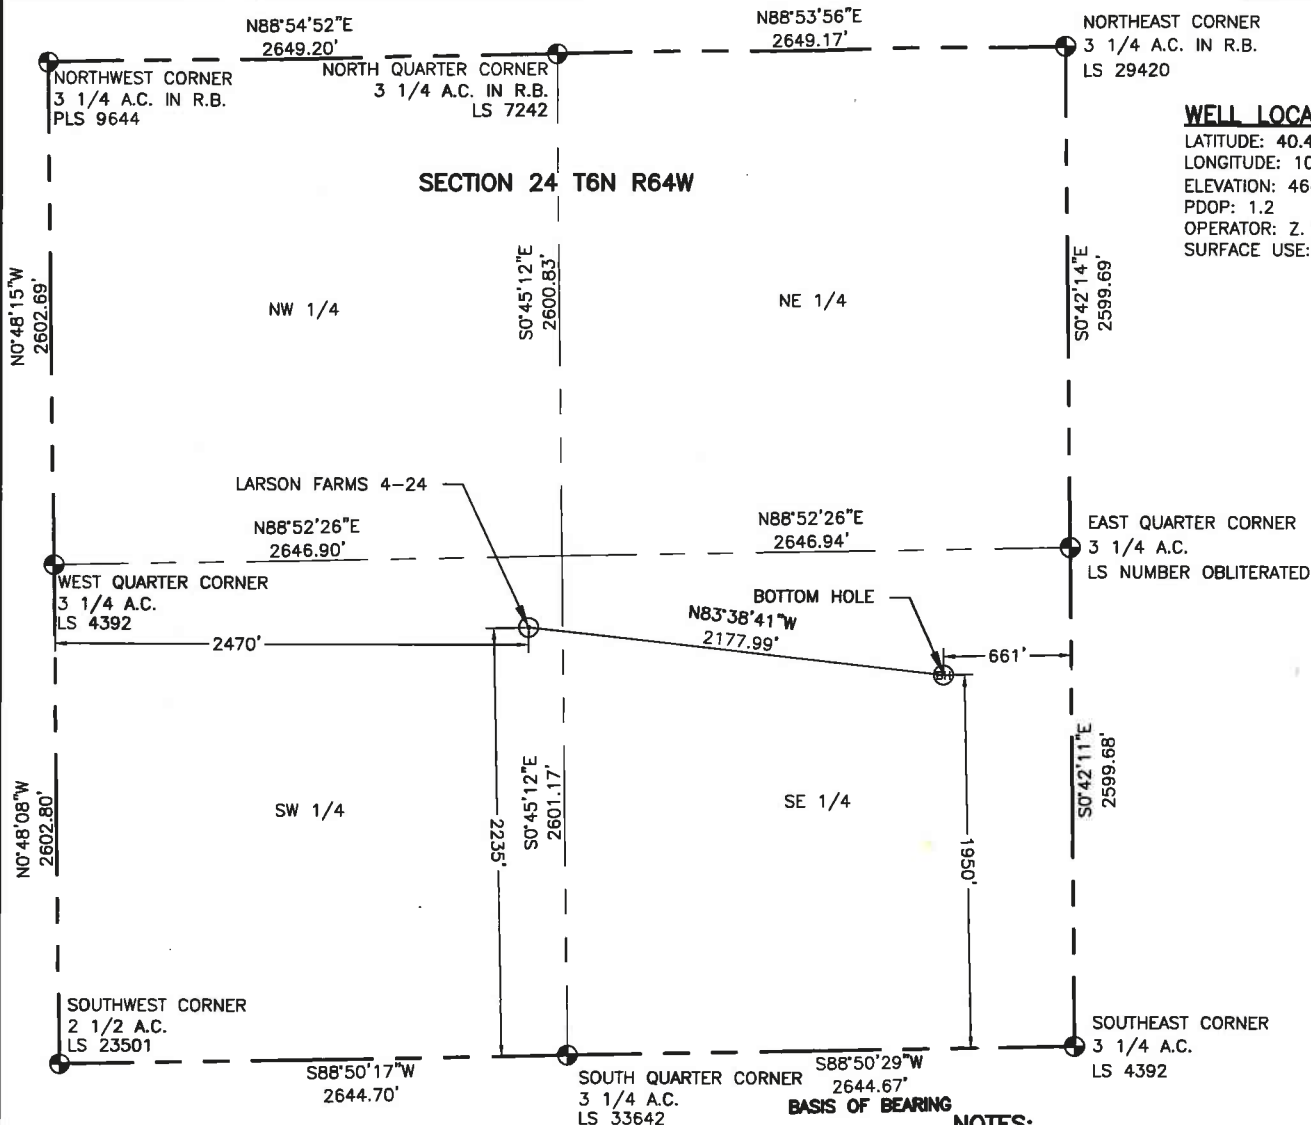 N88°54'52"E
2649.20'
N88°53'56"E
2649.17'
NORTHEAST CORNER
3 1/4 A.C. IN R.B.
LS 29420
NORTHWEST CORNER
3 1/4 A.C. IN R.B.
PLS 9644
NORTH QUARTER CORNER
3 1/4 A.C. IN R.B.
LS 7242
WELL LOCA
LATITUDE: 40.4
LONGITUDE: 10
ELEVATION: 46
PDOP: 1.2
OPERATOR: Z.
SURFACE USE:
SECTION 24 T6N R64W
N0°48'15"W
2602.69'
NW 1/4
S0°45'12"E
2600.83'
NE 1/4
S0°42'14"E
2599.69'
LARSON FARMS 4-24
N88°52'26"E
2646.90'
N88°52'26"E
2646.94'
EAST QUARTER CORNER
3 1/4 A.C.
LS NUMBER OBLITERATED
WEST QUARTER CORNER
3 1/4 A.C.
LS 4392
BOTTOM HOLE
N83°38'41"W
2177.99'
2470'
661'
BH
N0°48'08"W
2602.80'
SW 1/4
2235'
S0°45'12"E
2601.17'
SE 1/4
1950'
S0°42'11"E
2599.68'
SOUTHWEST CORNER
2 1/2 A.C.
LS 23501
S88°50'17"W
2644.70'
SOUTH QUARTER CORNER
3 1/4 A.C.
LS 33642
S88°50'29"W
2644.67'
BASIS OF BEARING
SOUTHEAST CORNER
3 1/4 A.C.
LS 4392
NOTES: